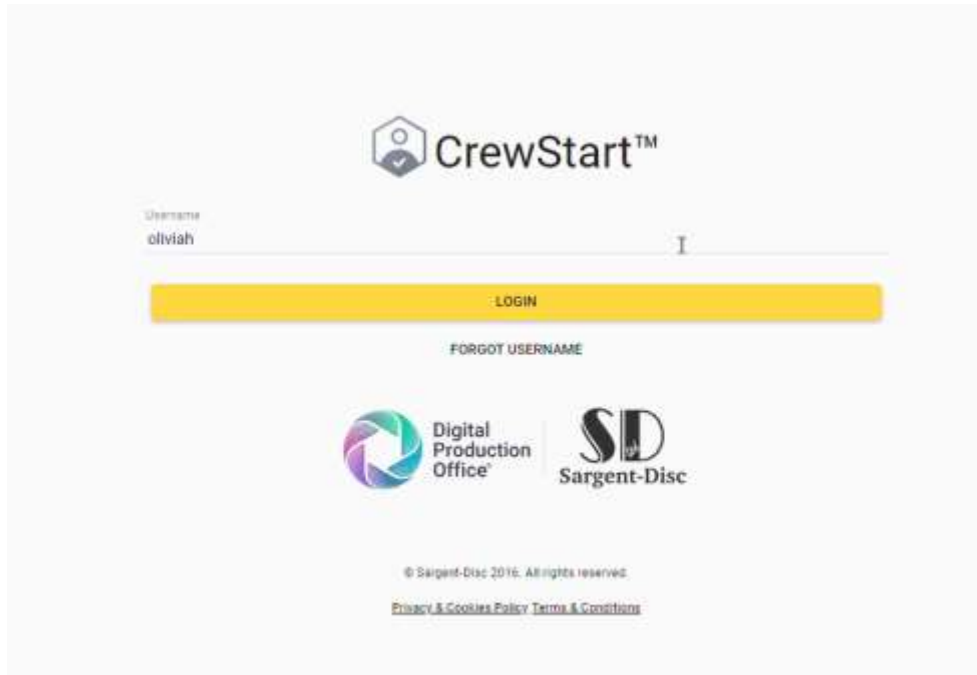 CrewStart™
Username
oliviah
LOGIN
FORGOT USERNAME
Digital
Production
Office®
SD
Sargent-Disc
© Sargent-Disc 2016. All rights reserved.
Privacy & Cookies Policy Terms & Conditions